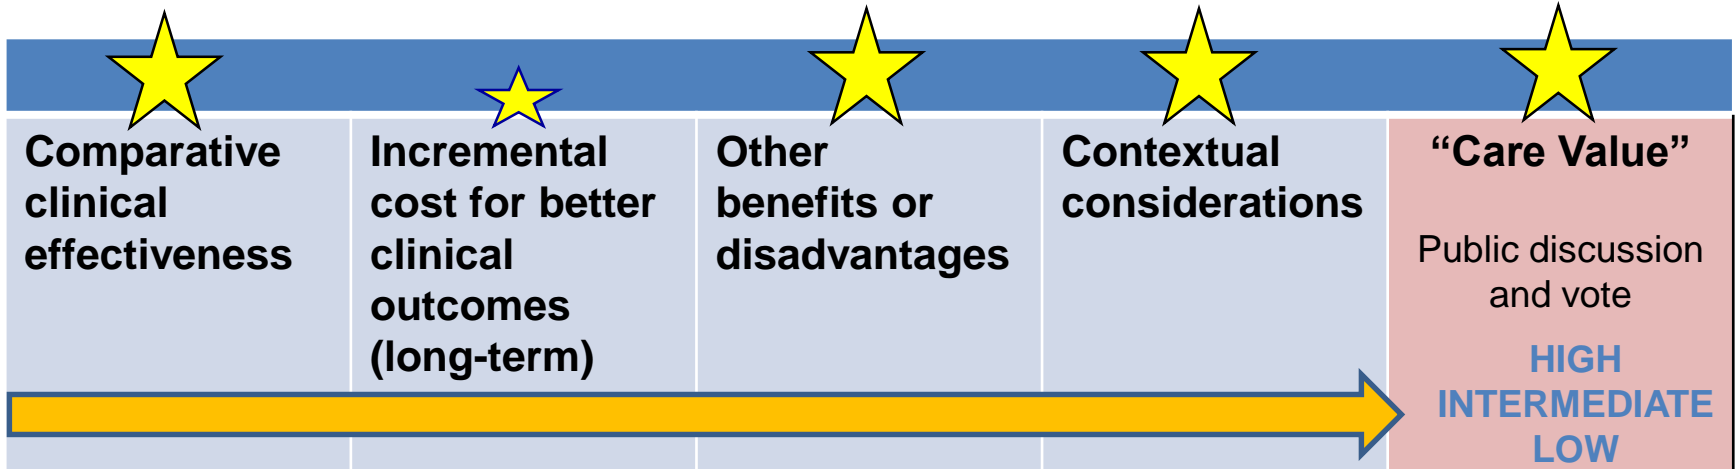 Comparative
clinical
effectiveness
Incremental
cost for better
clinical
outcomes
(long-term)
Other
benefits or
disadvantages
Contextual
considerations
“Care Value”
Public discussion
and vote
HIGH
INTERMEDIATE
LOW